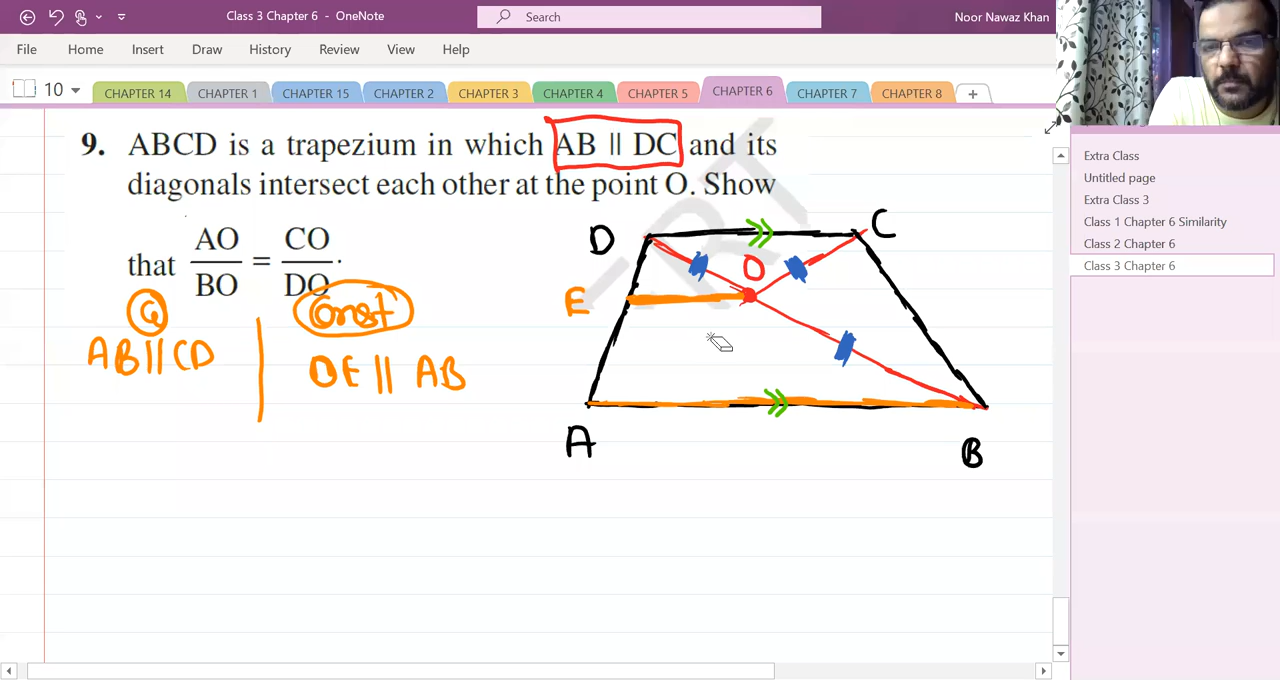 Class 3 Chapter 6 - OneNote
Search
Noor Nawaz Khan
File Home Insert Draw History Review View Help
10 CHAPTER 14 CHAPTER 1 CHAPTER 15 CHAPTER 2 CHAPTER 3 CHAPTER 4 CHAPTER 5 CHAPTER 6 CHAPTER 7 CHAPTER 8 +
9. ABCD is a trapezium in which AB || DC and its
diagonals intersect each other at the point O. Show
that AO/BO = CO/DO.
G
AB || CD
Const
OE || AB
D
C
O
E
A
B
Extra Class
Untitled page
Extra Class 3
Class 1 Chapter 6 Similarity
Class 2 Chapter 6
Class 3 Chapter 6